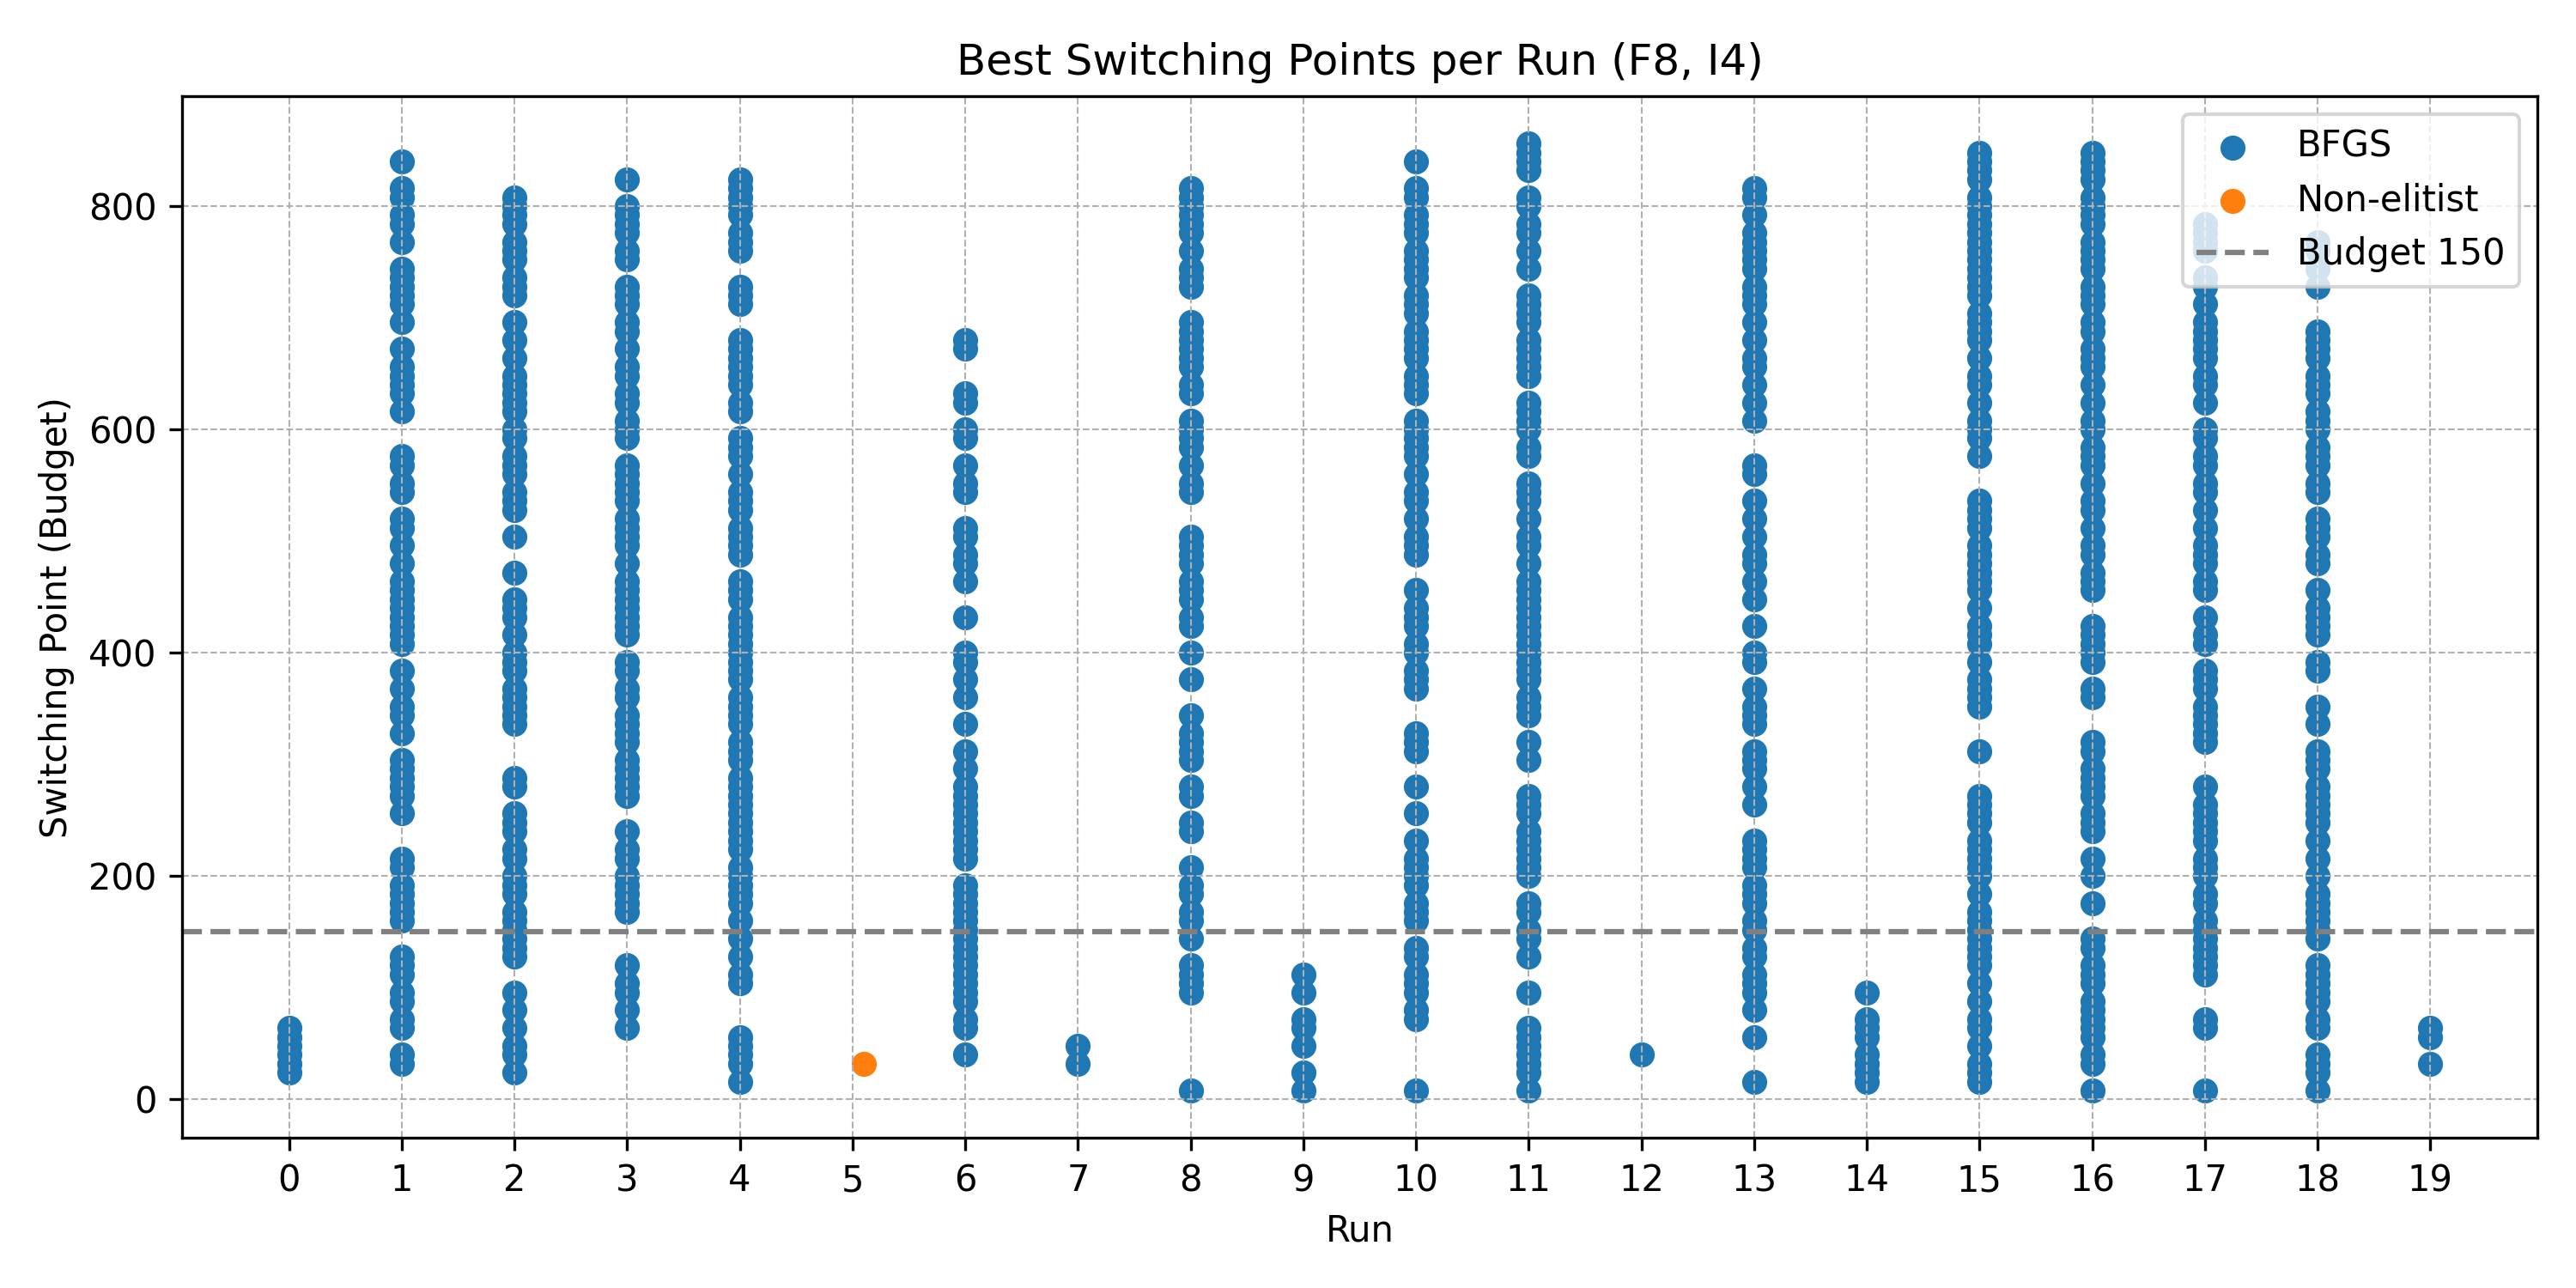 Best Switching Points per Run (F8, I4)
BFGS
Non-elitist
Budget 150
Switching Point (Budget)
800
600
400
200
0
0 1 2 3 4 5 6 7 8 9 10 11 12 13 14 15 16 17 18 19
Run